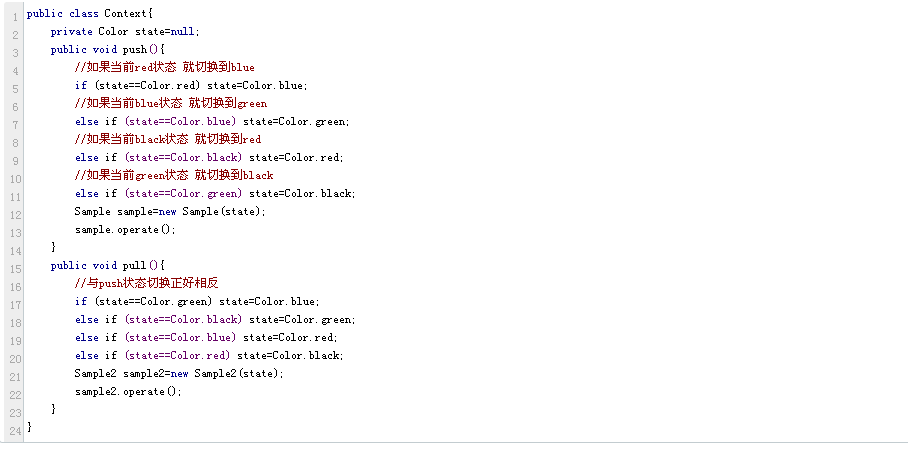 1 public class Context{
2     private Color state=null;
3     public void push(){
4         //如果当前red状态 就切换到blue
5         if (state==Color.red) state=Color.blue;
6         //如果当前blue状态 就切换到green
7         else if (state==Color.blue) state=Color.green;
8         //如果当前black状态 就切换到red
9         else if (state==Color.black) state=Color.red;
10         //如果当前green状态 就切换到black
11         else if (state==Color.green) state=Color.black;
12         Sample sample=new Sample(state);
13         sample.operate();
14     }
15     public void pull(){
16         //与push状态切换正好相反
17         if (state==Color.green) state=Color.blue;
18         else if (state==Color.black) state=Color.green;
19         else if (state==Color.blue) state=Color.red;
20         else if (state==Color.red) state=Color.black;
21         Sample2 sample2=new Sample2(state);
22         sample2.operate();
23     }
24 }